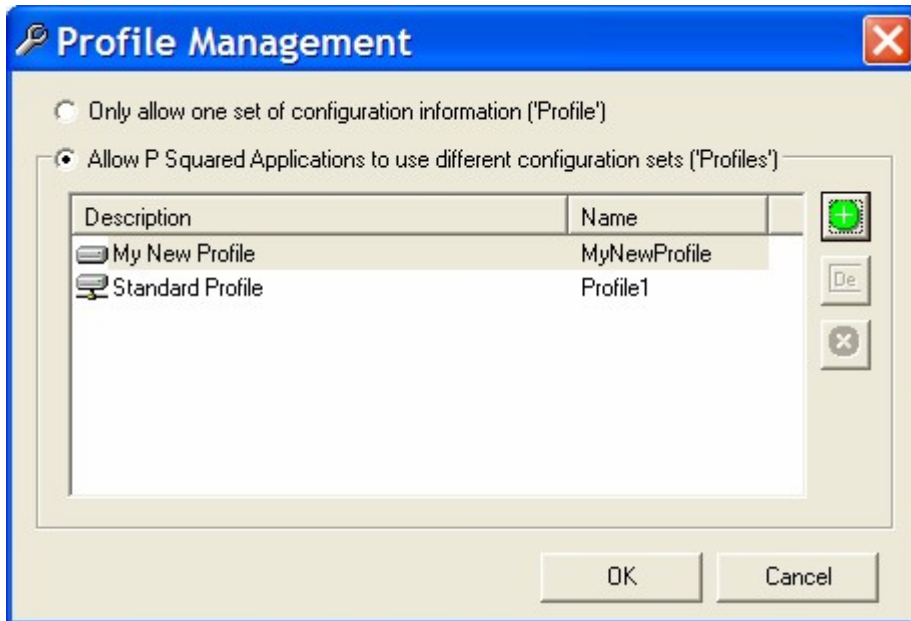 Profile Management
Only allow one set of configuration information ('Profile')
Allow P Squared Applications to use different configuration sets ('Profiles')
Description Name
My New Profile MyNewProfile
Standard Profile Profile1
De
OK Cancel